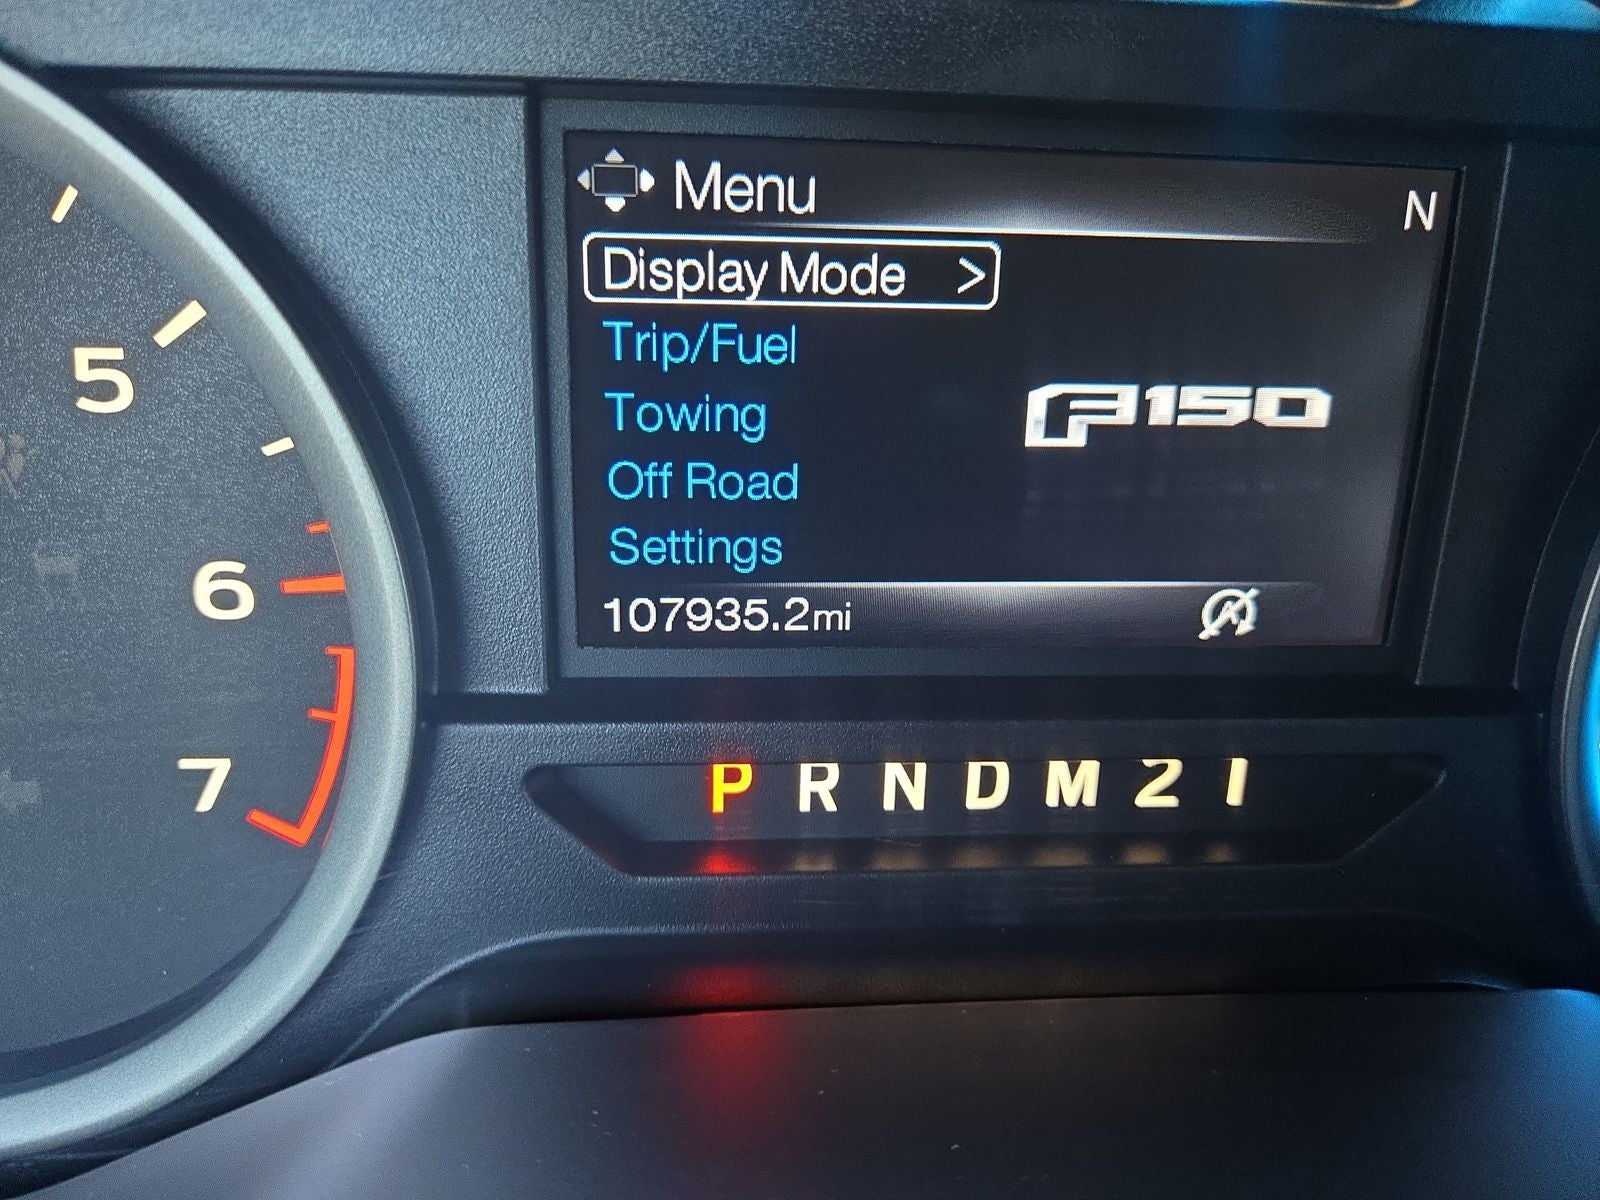 Menu
N
Display Mode >
Trip/Fuel
Towing
F150
Off Road
Settings
107935.2mi
A
5
6
7
P R N D M 2 1